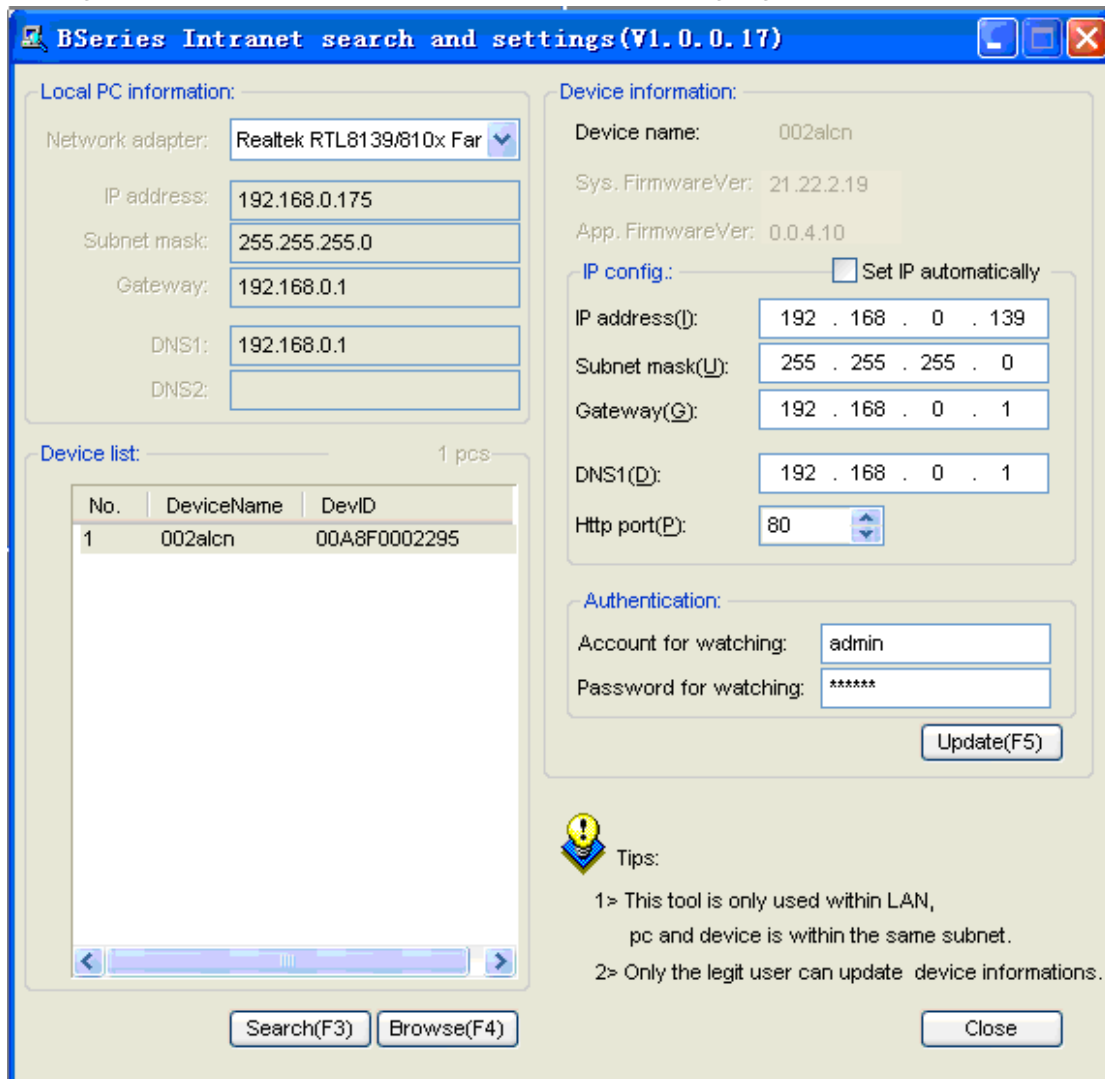 BSeries Intranet search and settings(V1.0.0.17)
Local PC information:
Network adapter: Realtek RTL8139/810x Far
IP address: 192.168.0.175
Subnet mask: 255.255.255.0
Gateway: 192.168.0.1
DNS1: 192.168.0.1
DNS2:
Device list: 1 pcs
No. DeviceName DevID
1 002alcn 00A8F0002295
Search(F3) Browse(F4)
Device information:
Device name: 002alcn
Sys. FirmwareVer: 21.22.2.19
App. FirmwareVer: 0.0.4.10
IP config.: Set IP automatically
IP address(I): 192 . 168 . 0 . 139
Subnet mask(U): 255 . 255 . 255 . 0
Gateway(G): 192 . 168 . 0 . 1
DNS1(D): 192 . 168 . 0 . 1
Http port(P): 80
Authentication:
Account for watching: admin
Password for watching: ******
Update(F5)
Tips:
1> This tool is only used within LAN,
pc and device is within the same subnet.
2> Only the legit user can update device informations.
Close